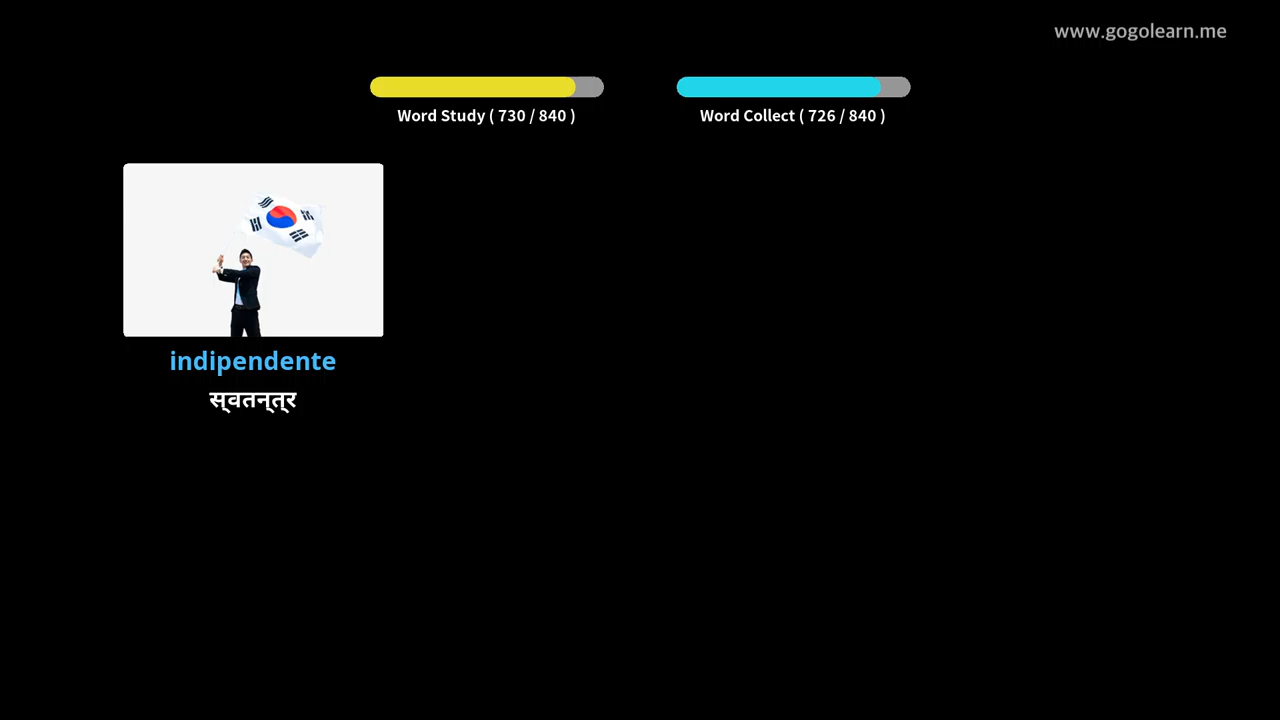 www.gogolearn.me
Word Study ( 730 / 840 )
Word Collect ( 726 / 840 )
indipendente
स्वतन्त्र